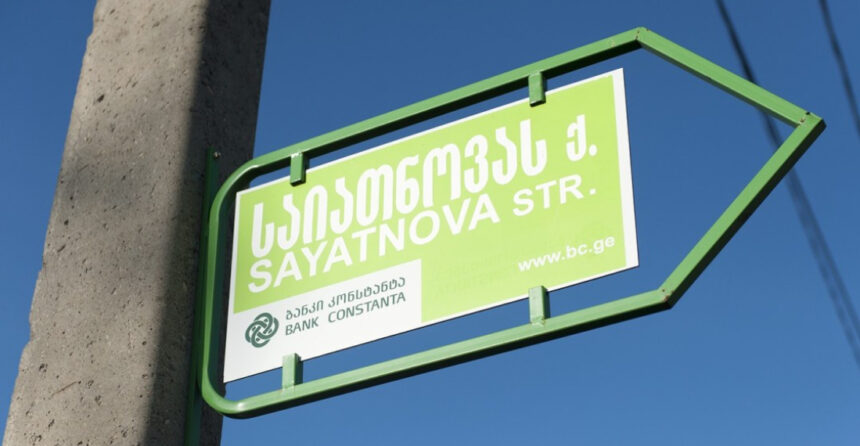 საიათნოვას ქ.
SAYATNOVA STR.
www.bc.ge
ბანკი კონსტანტა
BANK CONSTANTA